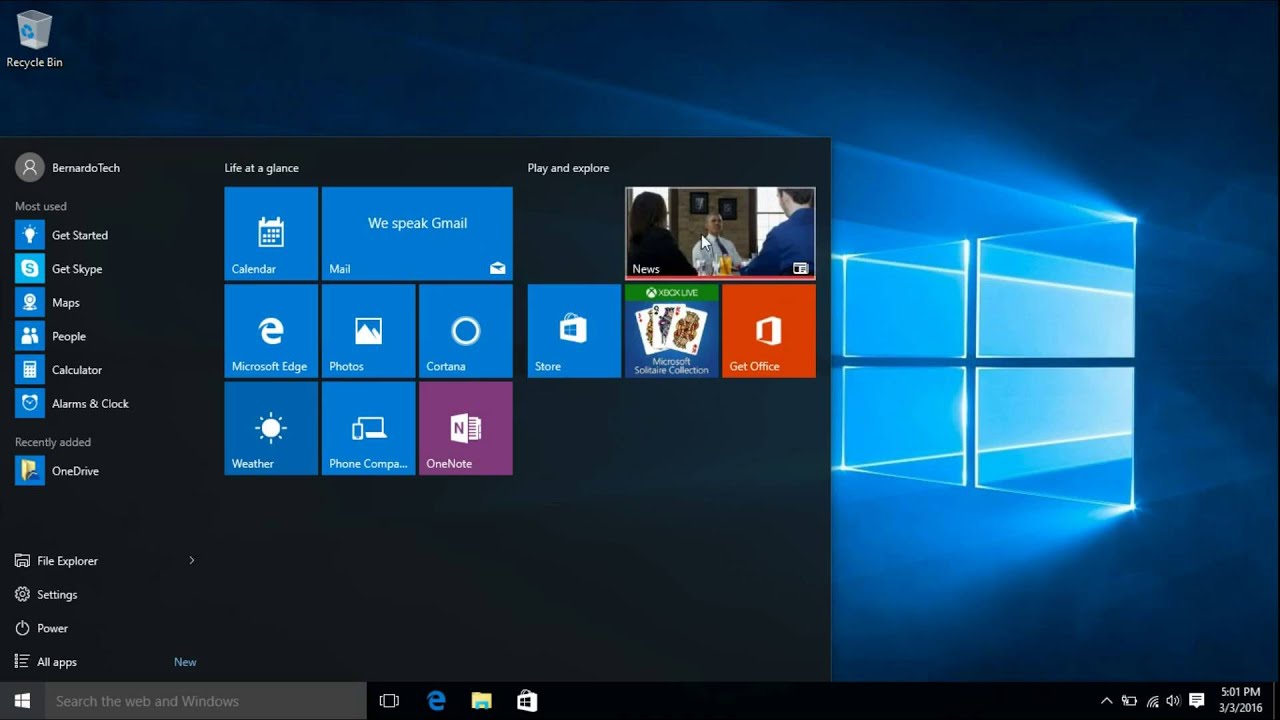 Recycle Bin
BernardoTech
Most used
Get Started
Get Skype
Maps
People
Calculator
Alarms & Clock
Recently added
OneDrive
File Explorer
Settings
Power
All apps
New
Life at a glance
Calendar
We speak Gmail
Mail
Microsoft Edge
Photos
Cortana
Weather
Phone Compa...
N
OneNote
Play and explore
News
Store
XBOX LIVE
Microsoft
Solitaire Collection
Get Office
Search the web and Windows
5:01 PM
3/3/2016